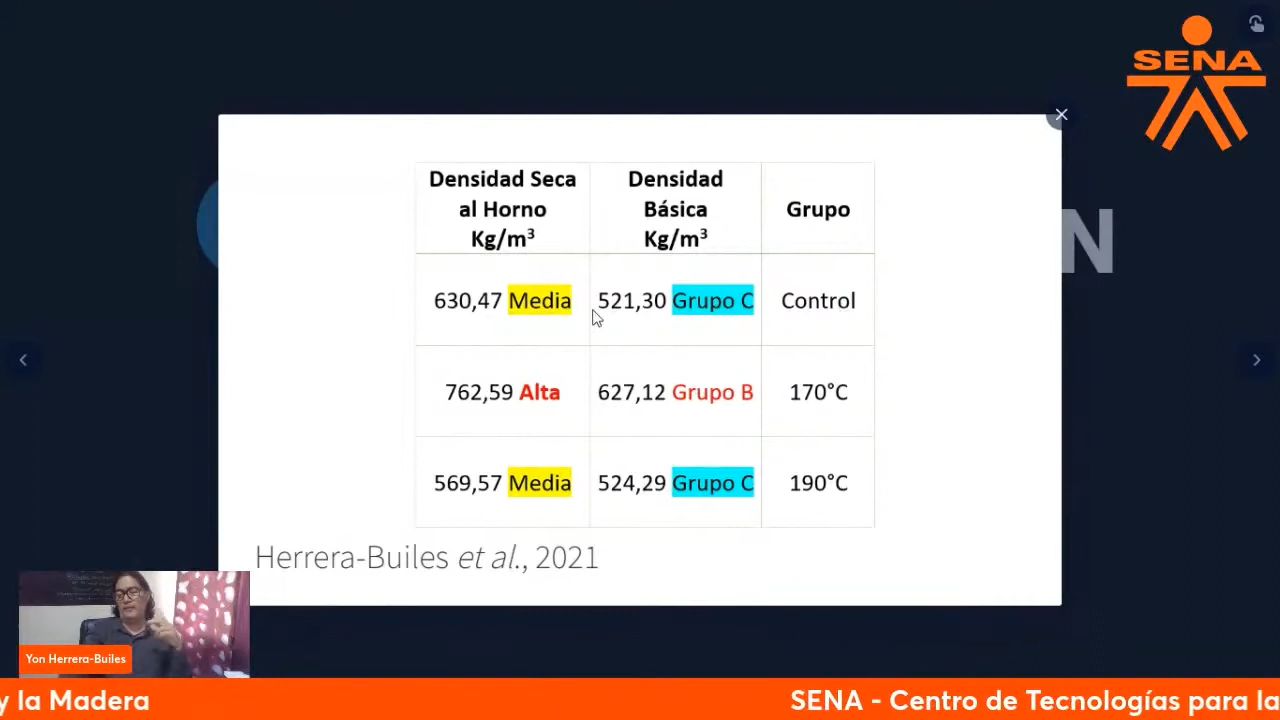 SENA
N
Densidad Seca
al Horno
Kg/m³
Densidad
Básica
Kg/m³
Grupo
630,47 Media
521,30 Grupo C
Control
762,59 Alta
627,12 Grupo B
170°C
569,57 Media
524,29 Grupo C
190°C
Herrera-Builes et al., 2021
Yon Herrera-Builes
y la Madera
SENA - Centro de Tecnologías para la